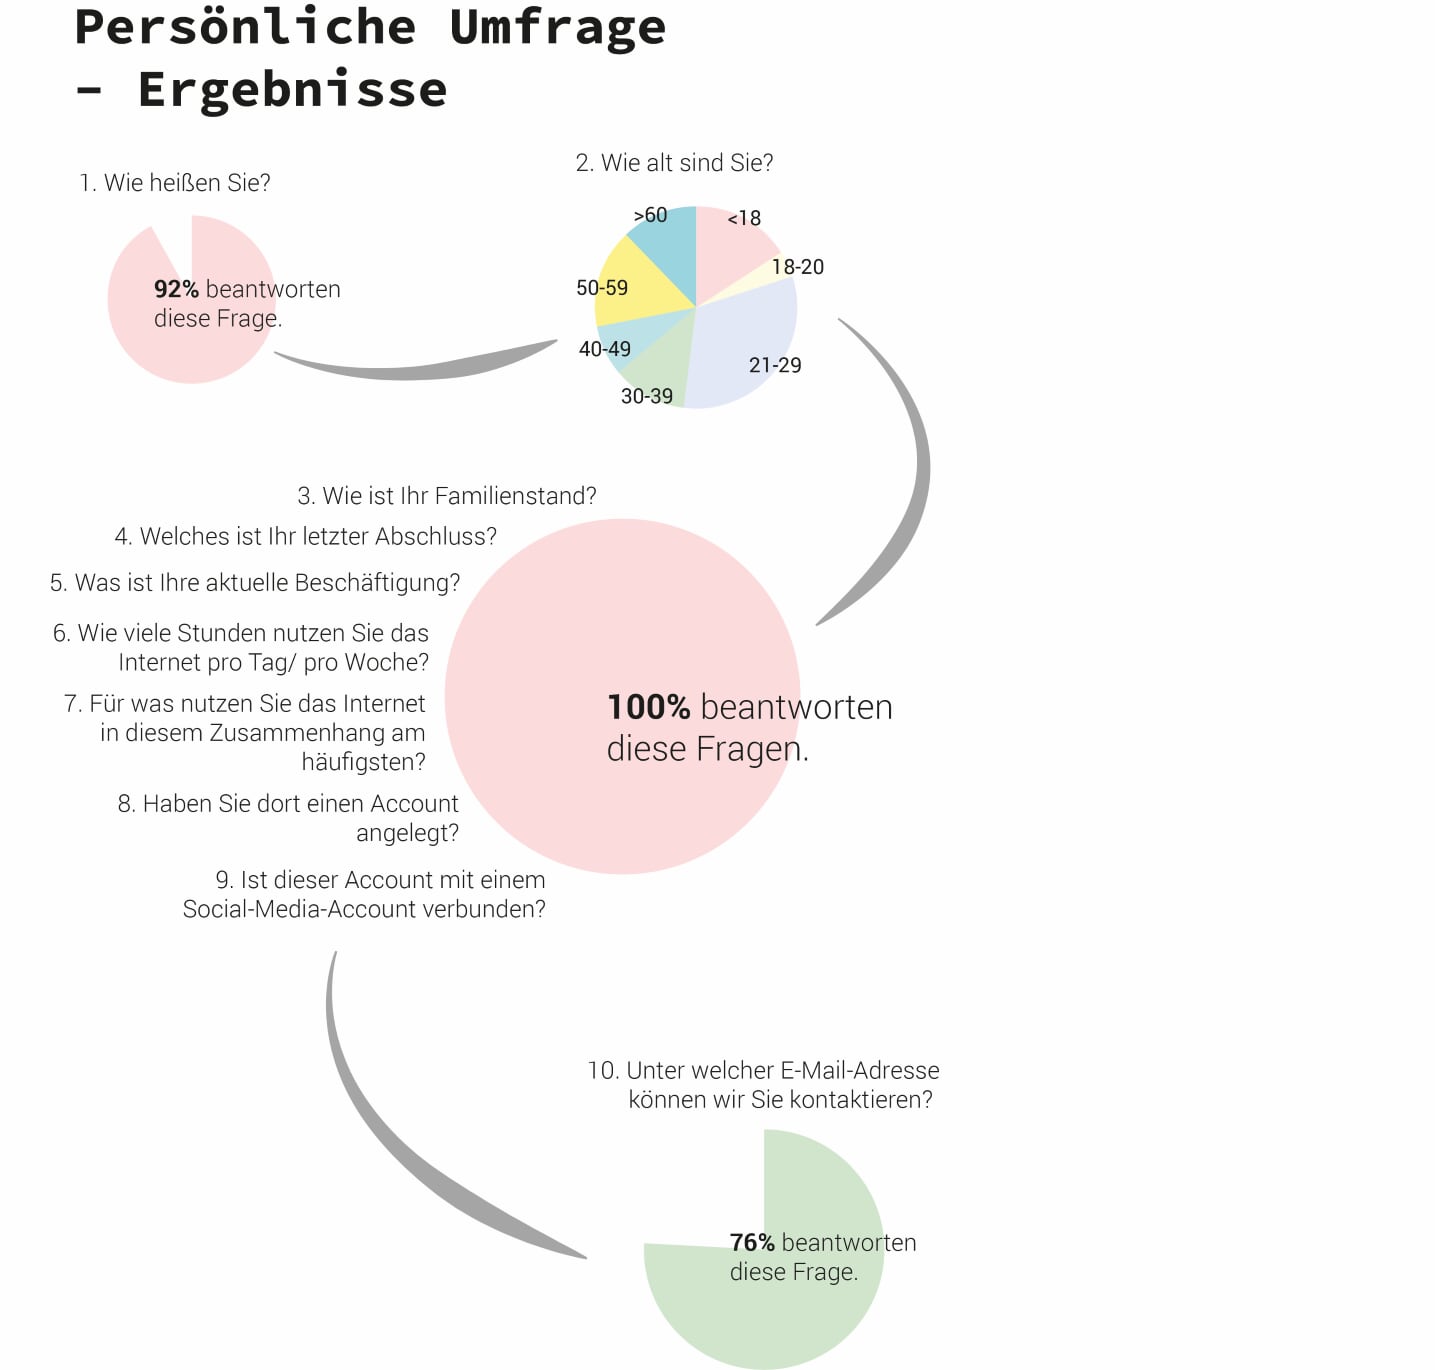 Persönliche Umfrage
– Ergebnisse
1. Wie heißen Sie?
92% beantworten
diese Frage.
2. Wie alt sind Sie?
>60
<18
18-20
50-59
40-49
21-29
30-39
3. Wie ist Ihr Familienstand?
4. Welches ist Ihr letzter Abschluss?
5. Was ist Ihre aktuelle Beschäftigung?
6. Wie viele Stunden nutzen Sie das
Internet pro Tag/ pro Woche?
7. Für was nutzen Sie das Internet
in diesem Zusammenhang am
häufigsten?
8. Haben Sie dort einen Account
angelegt?
9. Ist dieser Account mit einem
Social-Media-Account verbunden?
100% beantworten
diese Fragen.
10. Unter welcher E-Mail-Adresse
können wir Sie kontaktieren?
76% beantworten
diese Frage.